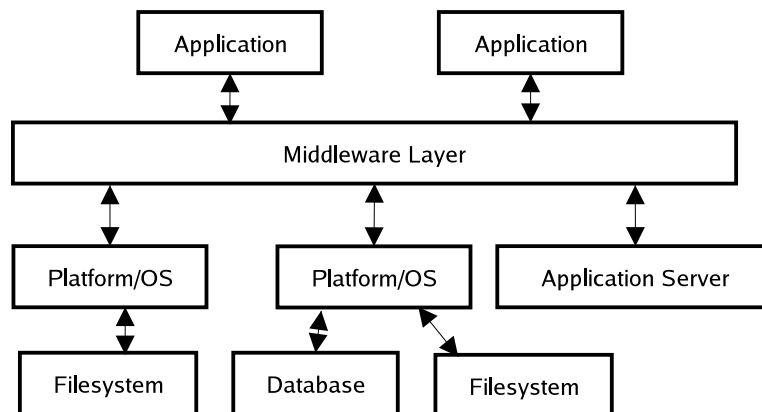 Application
Application
Middleware Layer
Platform/OS
Platform/OS
Application Server
Filesystem
Database
Filesystem